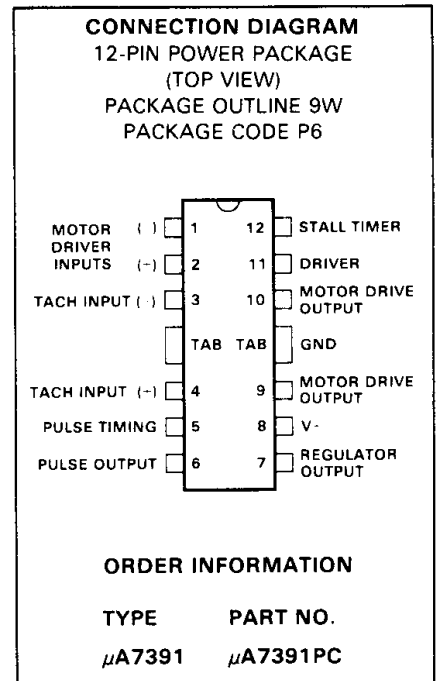 CONNECTION DIAGRAM
12-PIN POWER PACKAGE
(TOP VIEW)
PACKAGE OUTLINE 9W
PACKAGE CODE P6
MOTOR DRIVER INPUTS (-) 1
(-) 2
TACH INPUT (-) 3
TAB
TACH INPUT (-) 4
PULSE TIMING 5
PULSE OUTPUT 6
12 STALL TIMER
11 DRIVER
10 MOTOR DRIVE OUTPUT
TAB GND
9 MOTOR DRIVE OUTPUT
8 V-
7 REGULATOR OUTPUT
ORDER INFORMATION
TYPE PART NO.
μA7391 μA7391PC